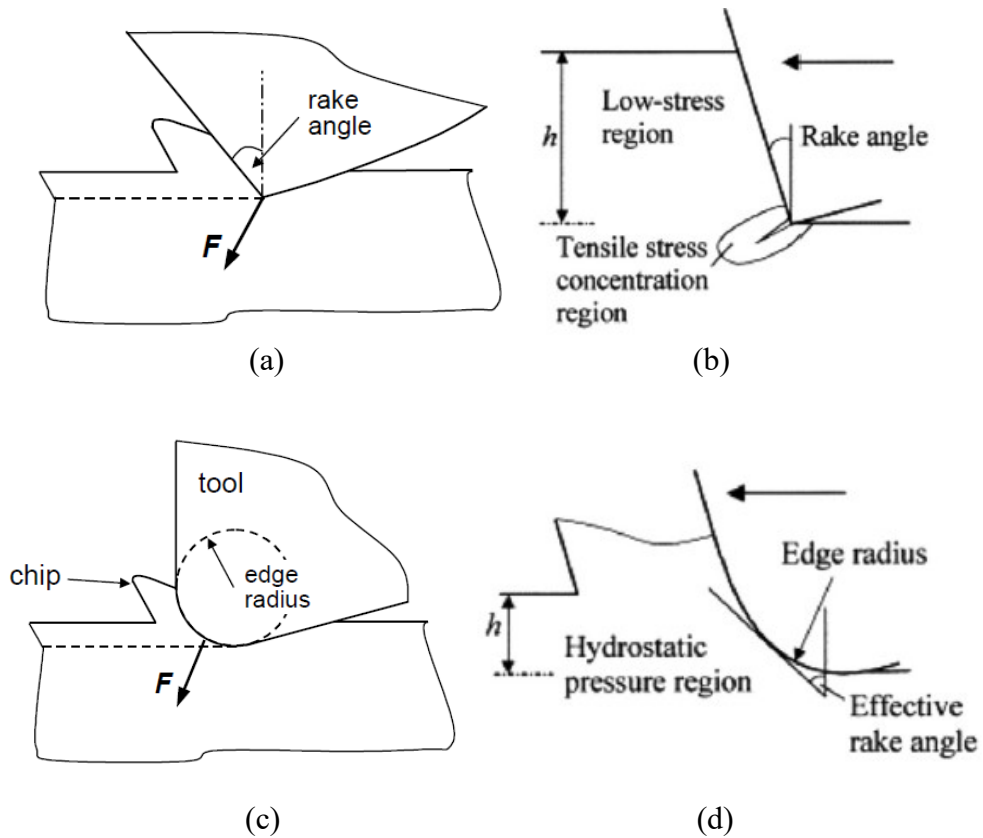 rake
angle
F
(a)
h
Low-stress
region
Rake angle
Tensile stress
concentration
region
(b)
tool
chip
edge
radius
F
(c)
Edge radius
h
Hydrostatic
pressure region
Effective
rake angle
(d)